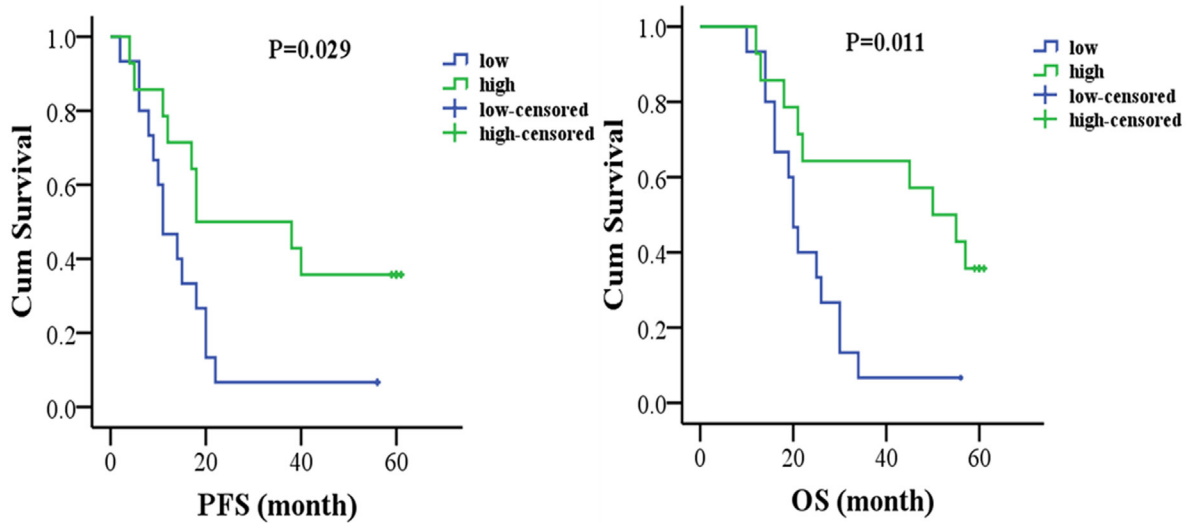 P=0.029
low
high
low-censored
high-censored
Cum Survival
1.0
0.8
0.6
0.4
0.2
0.0
0 20 40 60
PFS (month)
P=0.011
low
high
low-censored
high-censored
Cum Survival
1.0
0.8
0.6
0.4
0.2
0.0
0 20 40 60
OS (month)